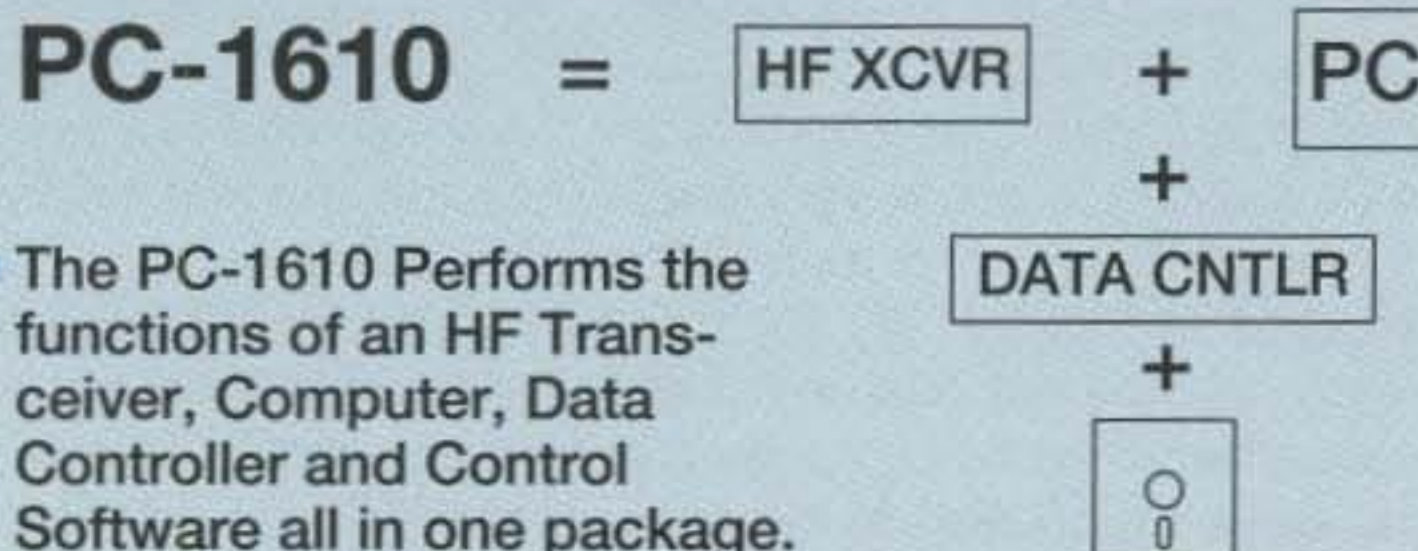 PC-1610 = HF XCVR + PC
+
The PC-1610 Performs the
functions of an HF Trans-
ceiver, Computer, Data
Controller and Control
Software all in one package.
DATA CNTLR
+